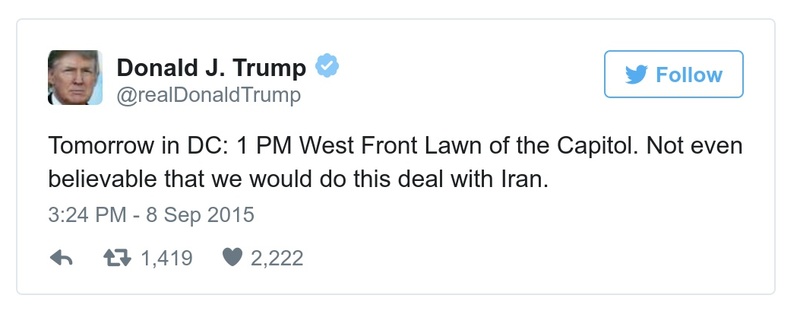 Donald J. Trump
Follow
@realDonaldTrump
Tomorrow in DC: 1 PM West Front Lawn of the Capitol. Not even
believable that we would do this deal with Iran.
3:24 PM - 8 Sep 2015
1,419 2,222